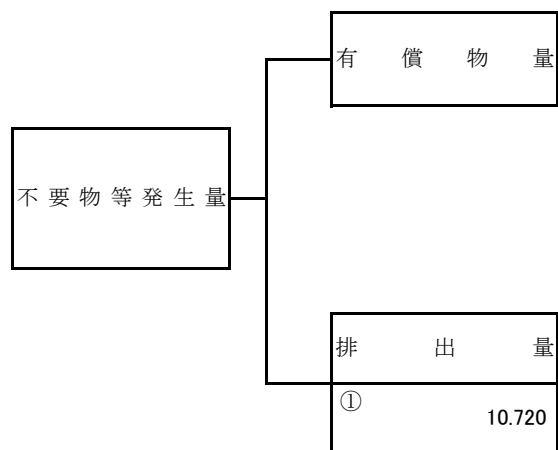 有償物量
不要物等発生量
排出量
①
10.720